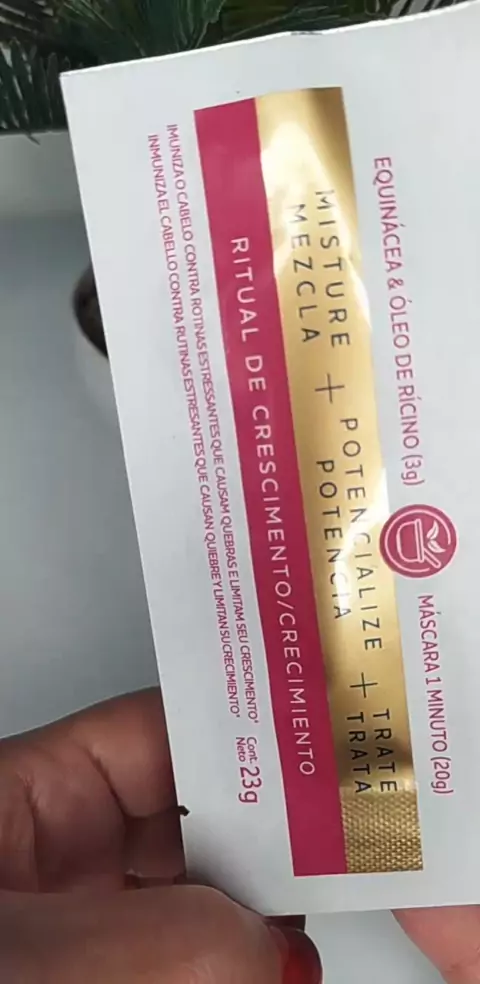 EQUINÁCEA & ÓLEO DE RÍCINO (3g) MÁSCARA 1 MINUTO (20g)
MISTURE + POTENCIALIZE + TRATE
MEZCLA POTENCIA TRATA
RITUAL DE CRESCIMENTO/CRECIMIENTO
IMUNIZA O CABELO CONTRA ROTINAS ESTRESSANTES QUE CAUSAM QUEBRAS E LIMITAM SEU CRESCIMENTO*
INMUNIZA EL CABELLO CONTRA RUTINAS ESTRESANTES QUE CAUSAN QUIEBRE Y LIMITAN SU CRECIMIENTO*
Cont. Neto 23g